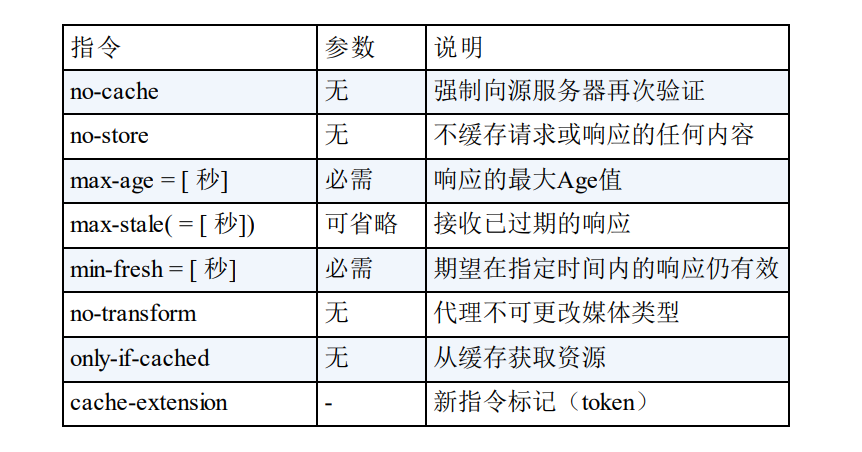 指令 参数 说明
no-cache 无 强制向源服务器再次验证
no-store 无 不缓存请求或响应的任何内容
max-age = [ 秒] 必需 响应的最大Age值
max-stale( = [ 秒]) 可省略 接收已过期的响应
min-fresh = [ 秒] 必需 期望在指定时间内的响应仍有效
no-transform 无 代理不可更改媒体类型
only-if-cached 无 从缓存获取资源
cache-extension - 新指令标记（token）